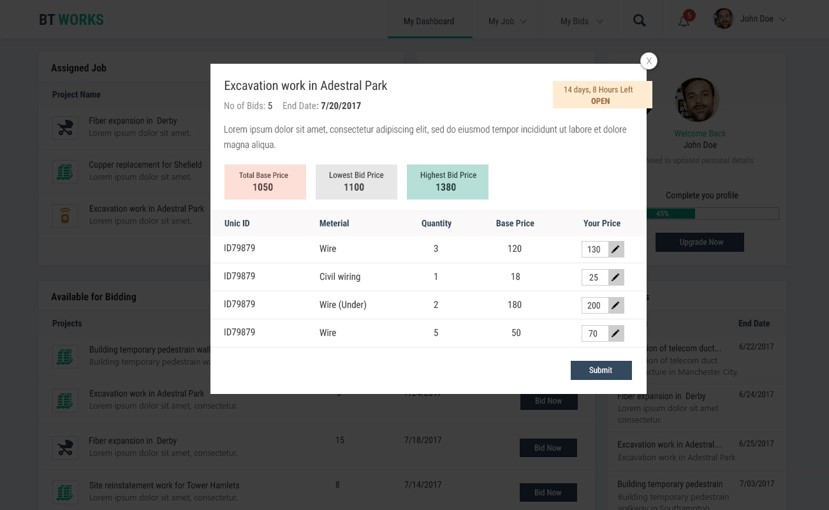 BT WORKS
My Dashboard
My Job
My Bids
5
John Doe
Assigned Job
Project Name
Fiber expansion in Derby
Lorem ipsum dolor sit amet.
Copper replacement for Shefield
Lorem ipsum dolor sit amet.
Excavation work in Adestral Park
Lorem ipsum dolor sit amet.
X
Excavation work in Adestral Park
14 days, 8 Hours Left
OPEN
No of Bids: 5 End Date: 7/20/2017
Lorem ipsum dolor sit amet, consectetur adipiscing elit, sed do eiusmod tempor incididunt ut labore et dolore
magna aliqua.
Total Base Price
1050
Lowest Bid Price
1100
Highest Bid Price
1380
Unic ID Meterial Quantity Base Price Your Price
ID79879 Wire 3 120 130
ID79879 Civil wiring 1 18 25
ID79879 Wire (Under) 2 180 200
ID79879 Wire 5 50 70
Submit
Welcome Back
John Doe
Need to updated personal details
Complete you profile
45%
Upgrade Now
Available for Bidding
Projects
Building temporary pedestrain wal
Building temporary pedestrain w
Excavation work in Adestral Park
Lorem ipsum dolor sit amet, consectetur.
Bid Now
Fiber expansion in Derby
Lorem ipsum dolor sit amet, consectetur.
15 7/18/2017 Bid Now
Site reinstatement work for Tower Hamlets
Lorem ipsum dolor sit amet, consectetur.
8 7/14/2017 Bid Now
End Date
tion of telecom duct... 6/22/2017
ion of telecom duct
cture in Manchester City.
Fiber expansion in Derby 6/24/2017
Lorem ipsum dolor sit amet
consectetur.
Excavation work in Adestral... 6/25/2017
Excavation work in Adestral Park
Building temporary pedestrain 7/03/2017
Building temporary pedestrain
walkway in Southampton